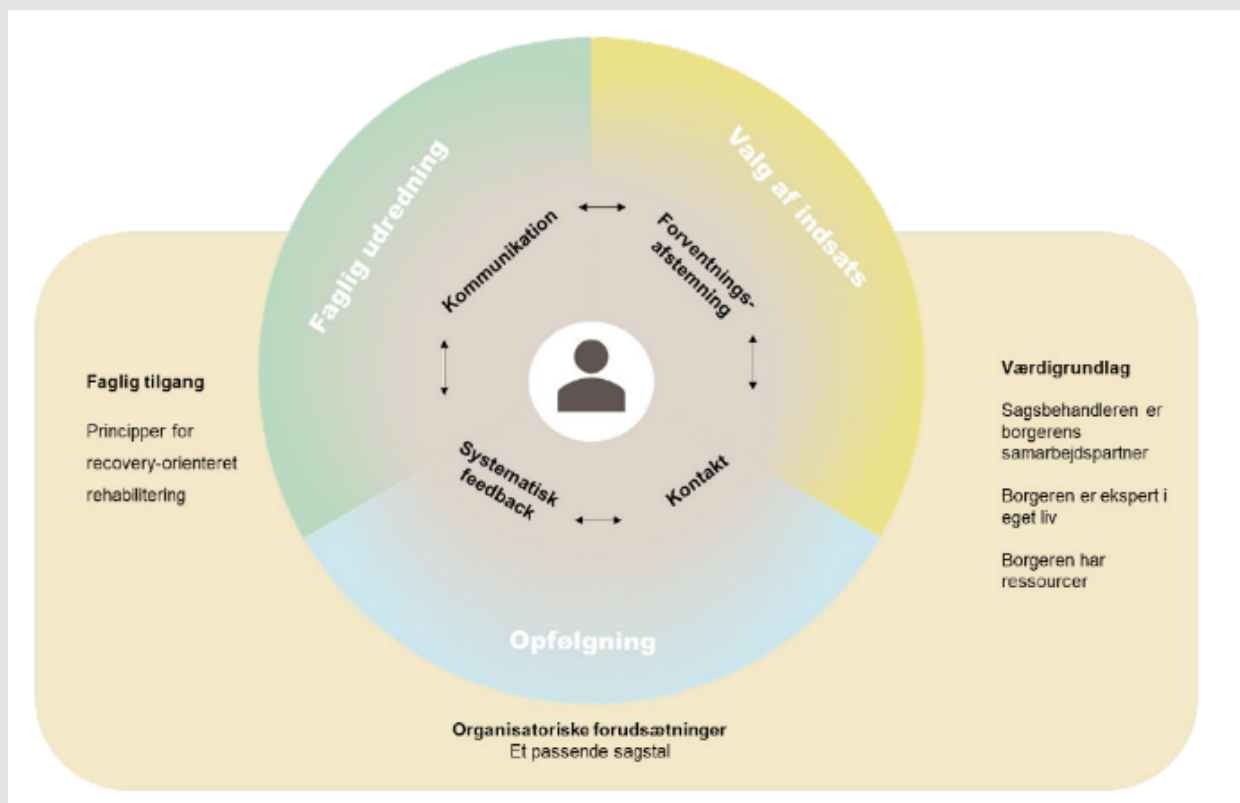 Faglig udredning
Valg af indsats
Opfølgning
Kommunikation
Forventnings-
afstemning
Systematisk
feedback
Kontakt
Faglig tilgang
Principper for
recovery-orienteret
rehabilitering
Værdigrundlag
Sagsbehandleren er
borgerens
samarbejdspartner
Borgeren er ekspert i
eget liv
Borgeren har
ressourcer
Organisatoriske forudsætninger
Et passende sagstal